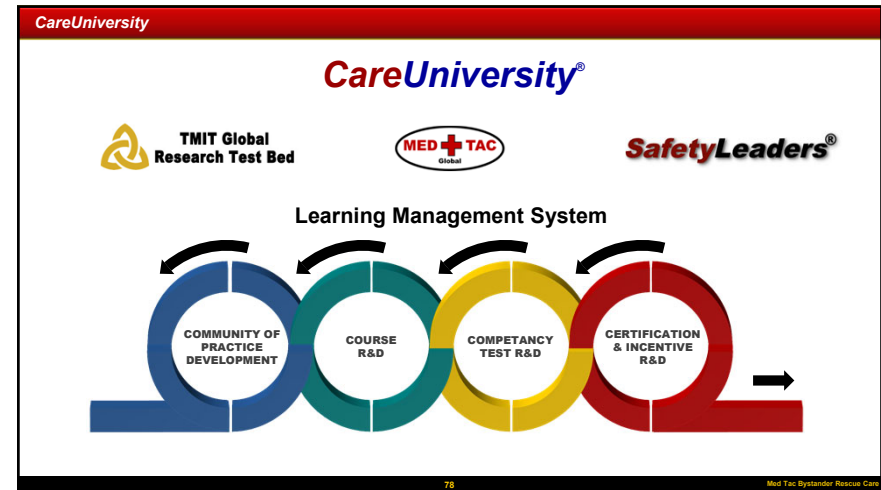 CareUniversity
CareUniversity®
TMIT Global
Research Test Bed
MED TAC
Global
SafetyLeaders®
Learning Management System
COMMUNITY OF
PRACTICE
DEVELOPMENT
COURSE
R&D
COMPETANCY
TEST R&D
CERTIFICATION
& INCENTIVE
R&D
78
Med Tac Bystander Rescue Care